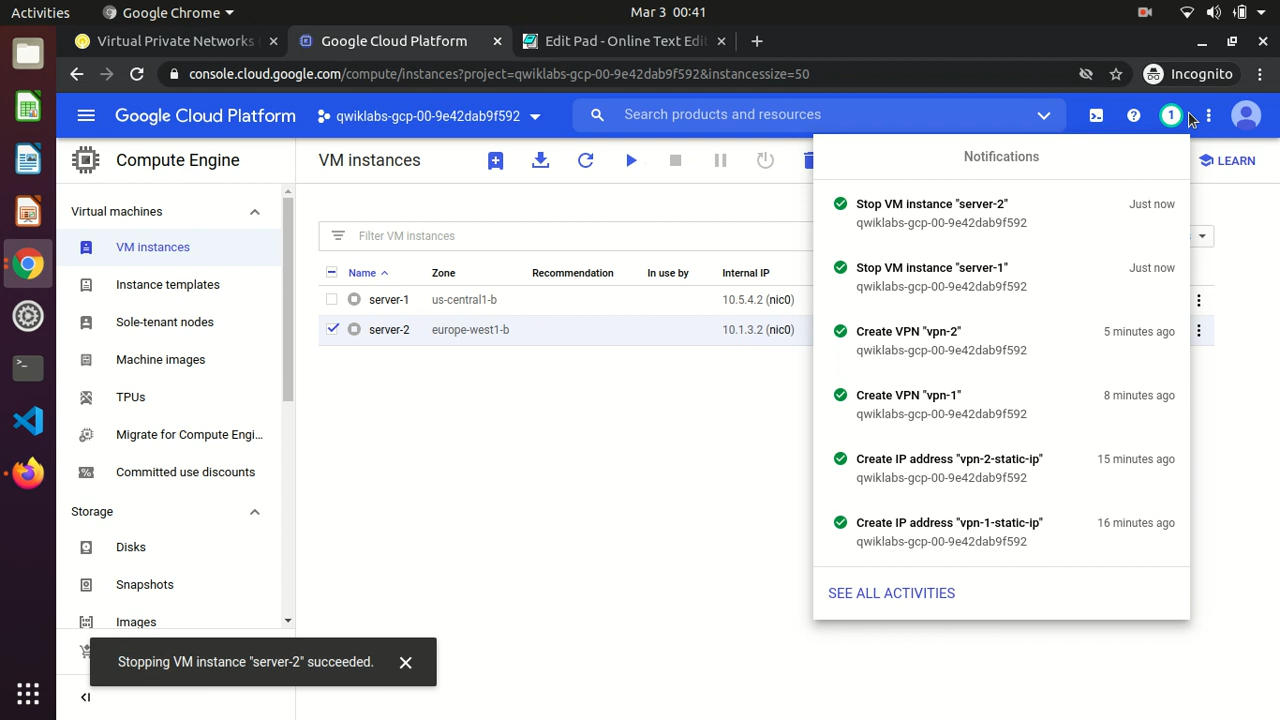 Activities
Google Chrome
Mar 3 00:41
Virtual Private Networks
Google Cloud Platform
Edit Pad - Online Text Edit
console.cloud.google.com/compute/instances?project=qwiklabs-gcp-00-9e42dab9f592&instancessize=50
Incognito
Google Cloud Platform
qwiklabs-gcp-00-9e42dab9f592
Search products and resources
1
Compute Engine
VM instances
LEARN
Notifications
Virtual machines
VM instances
Instance templates
Sole-tenant nodes
Machine images
TPUs
Migrate for Compute Engi...
Committed use discounts
Storage
Disks
Snapshots
Images
Filter VM instances
Name Zone Recommendation In use by Internal IP
server-1 us-central1-b 10.5.4.2 (nic0)
server-2 europe-west1-b 10.1.3.2 (nic0)
Stop VM instance "server-2" Just now
qwiklabs-gcp-00-9e42dab9f592
Stop VM instance "server-1" Just now
qwiklabs-gcp-00-9e42dab9f592
Create VPN "vpn-2" 5 minutes ago
qwiklabs-gcp-00-9e42dab9f592
Create VPN "vpn-1" 8 minutes ago
qwiklabs-gcp-00-9e42dab9f592
Create IP address "vpn-2-static-ip" 15 minutes ago
qwiklabs-gcp-00-9e42dab9f592
Create IP address "vpn-1-static-ip" 16 minutes ago
qwiklabs-gcp-00-9e42dab9f592
SEE ALL ACTIVITIES
Stopping VM instance "server-2" succeeded.